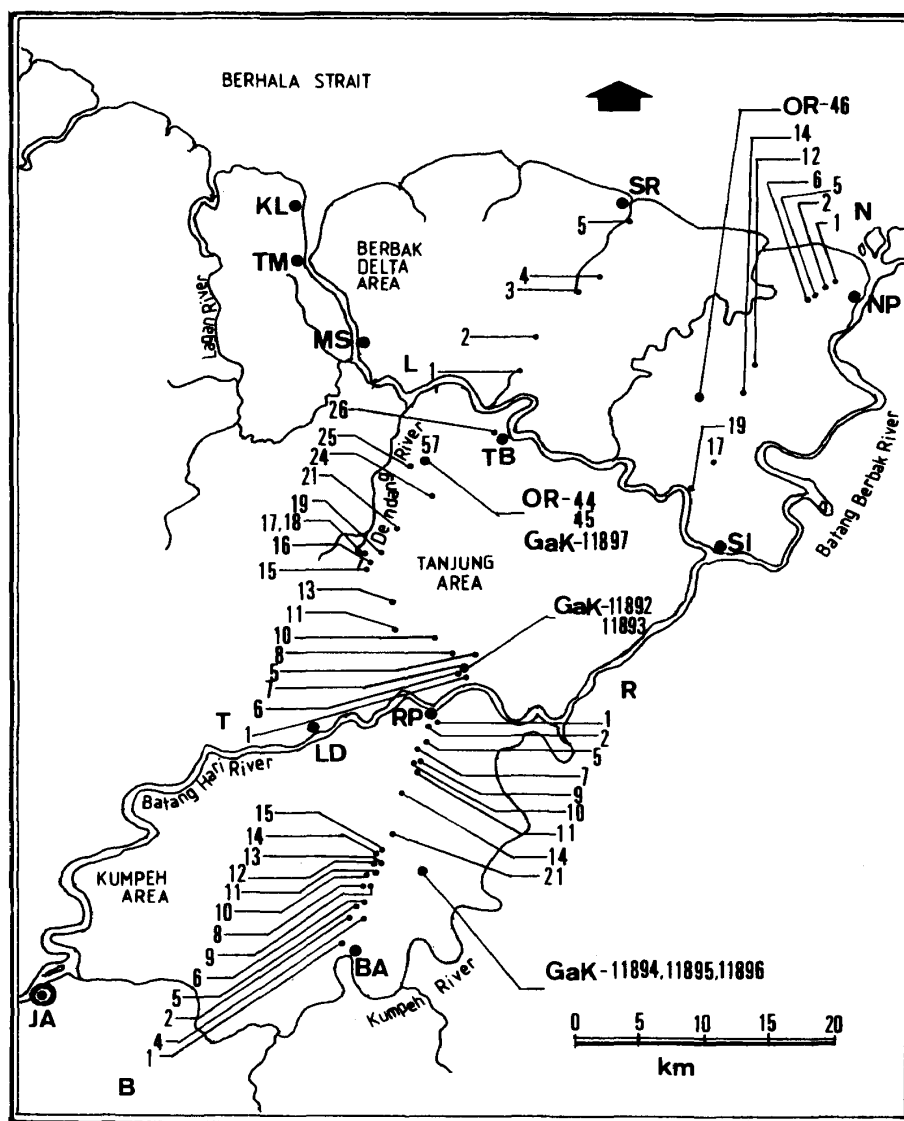 BERHALA STRAIT
OR-46
14
12
6
5
2
1
N
SR
5
KL
TM
BERBAK
DELTA
AREA
4
3
NP
Lagan River
MS
2
L
1
26
TB
19
17
25
57
24
21
Dendang River
OR-44
45
GaK-11897
19
17,18
16
15
SI
Batang Berbak River
TANJUNG
AREA
13
11
10
8
5
7
6
1
GaK-11892
11893
T
LD
RP
R
1
2
5
7
9
10
11
14
21
Batang Hari River
15
14
13
12
11
10
8
9
6
5
2
4
1
KUMPEH
AREA
BA
Kumpeh River
GaK-11894,11895,11896
JA
B
0 5 10 15 20
km